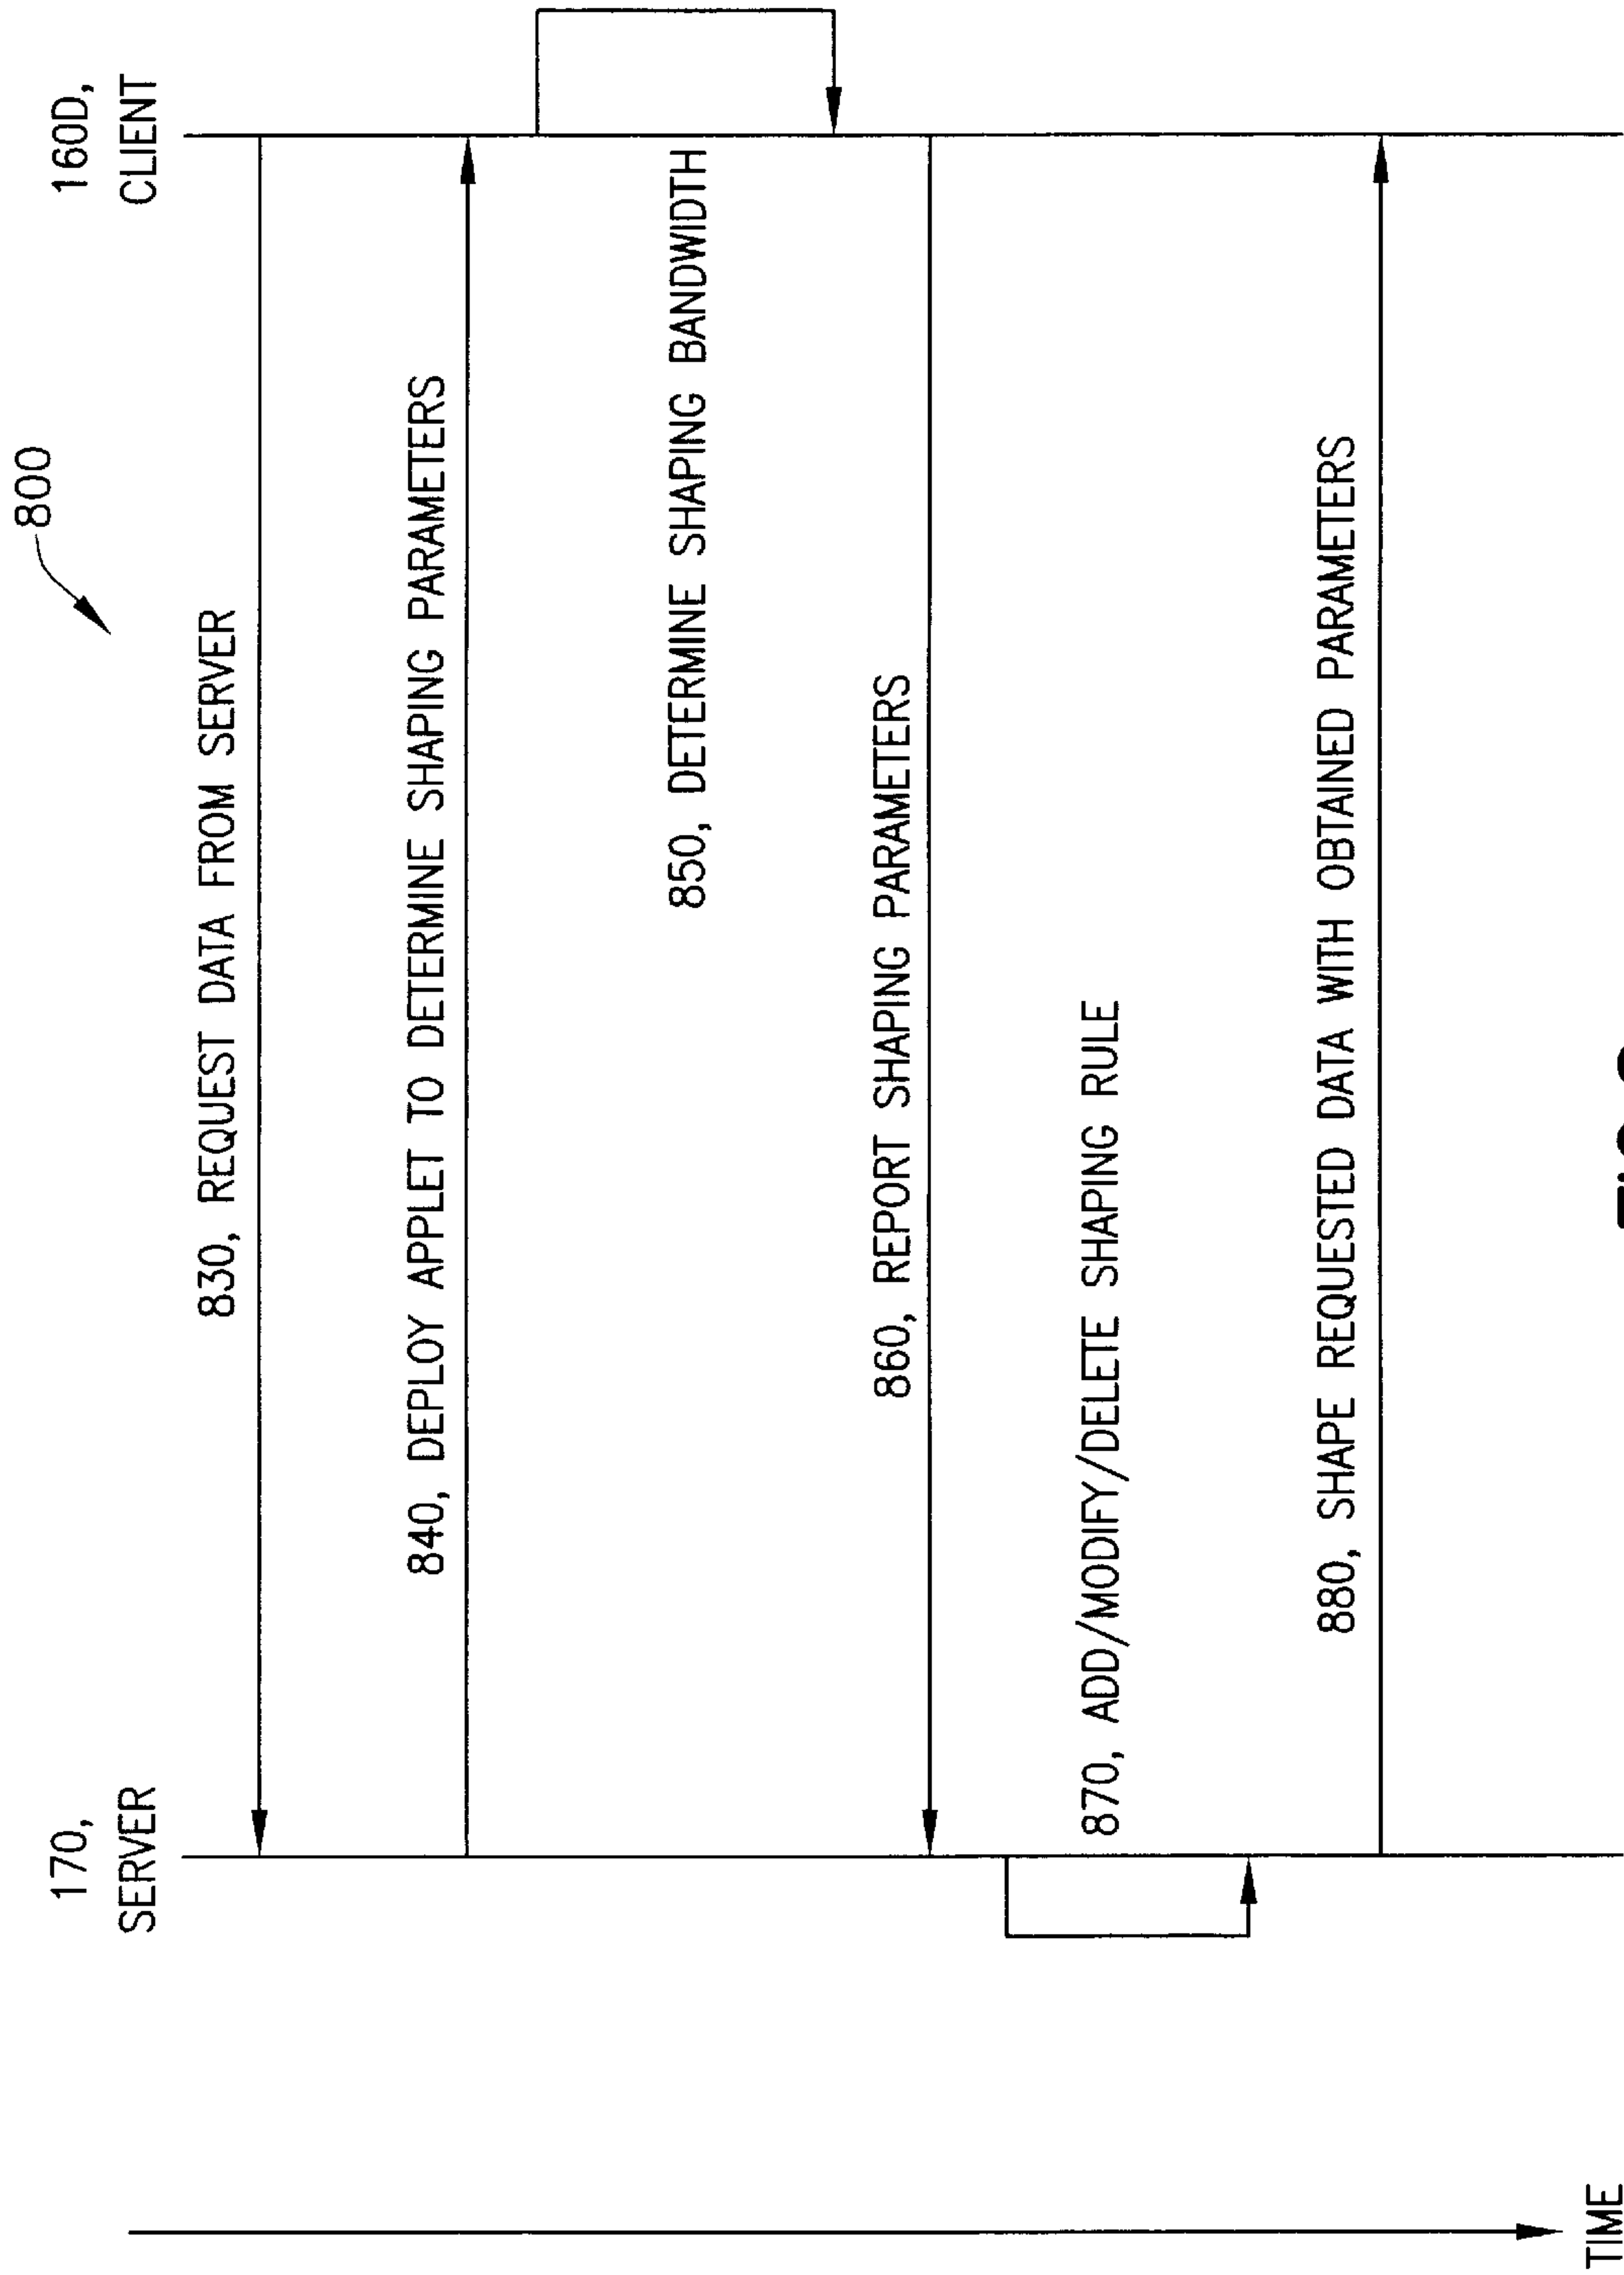 800
170,
SERVER
160D,
CLIENT
830, REQUEST DATA FROM SERVER
840, DEPLOY APPLET TO DETERMINE SHAPING PARAMETERS
850, DETERMINE SHAPING BANDWIDTH
860, REPORT SHAPING PARAMETERS
870, ADD/MODIFY/DELETE SHAPING RULE
880, SHAPE REQUESTED DATA WITH OBTAINED PARAMETERS
TIME